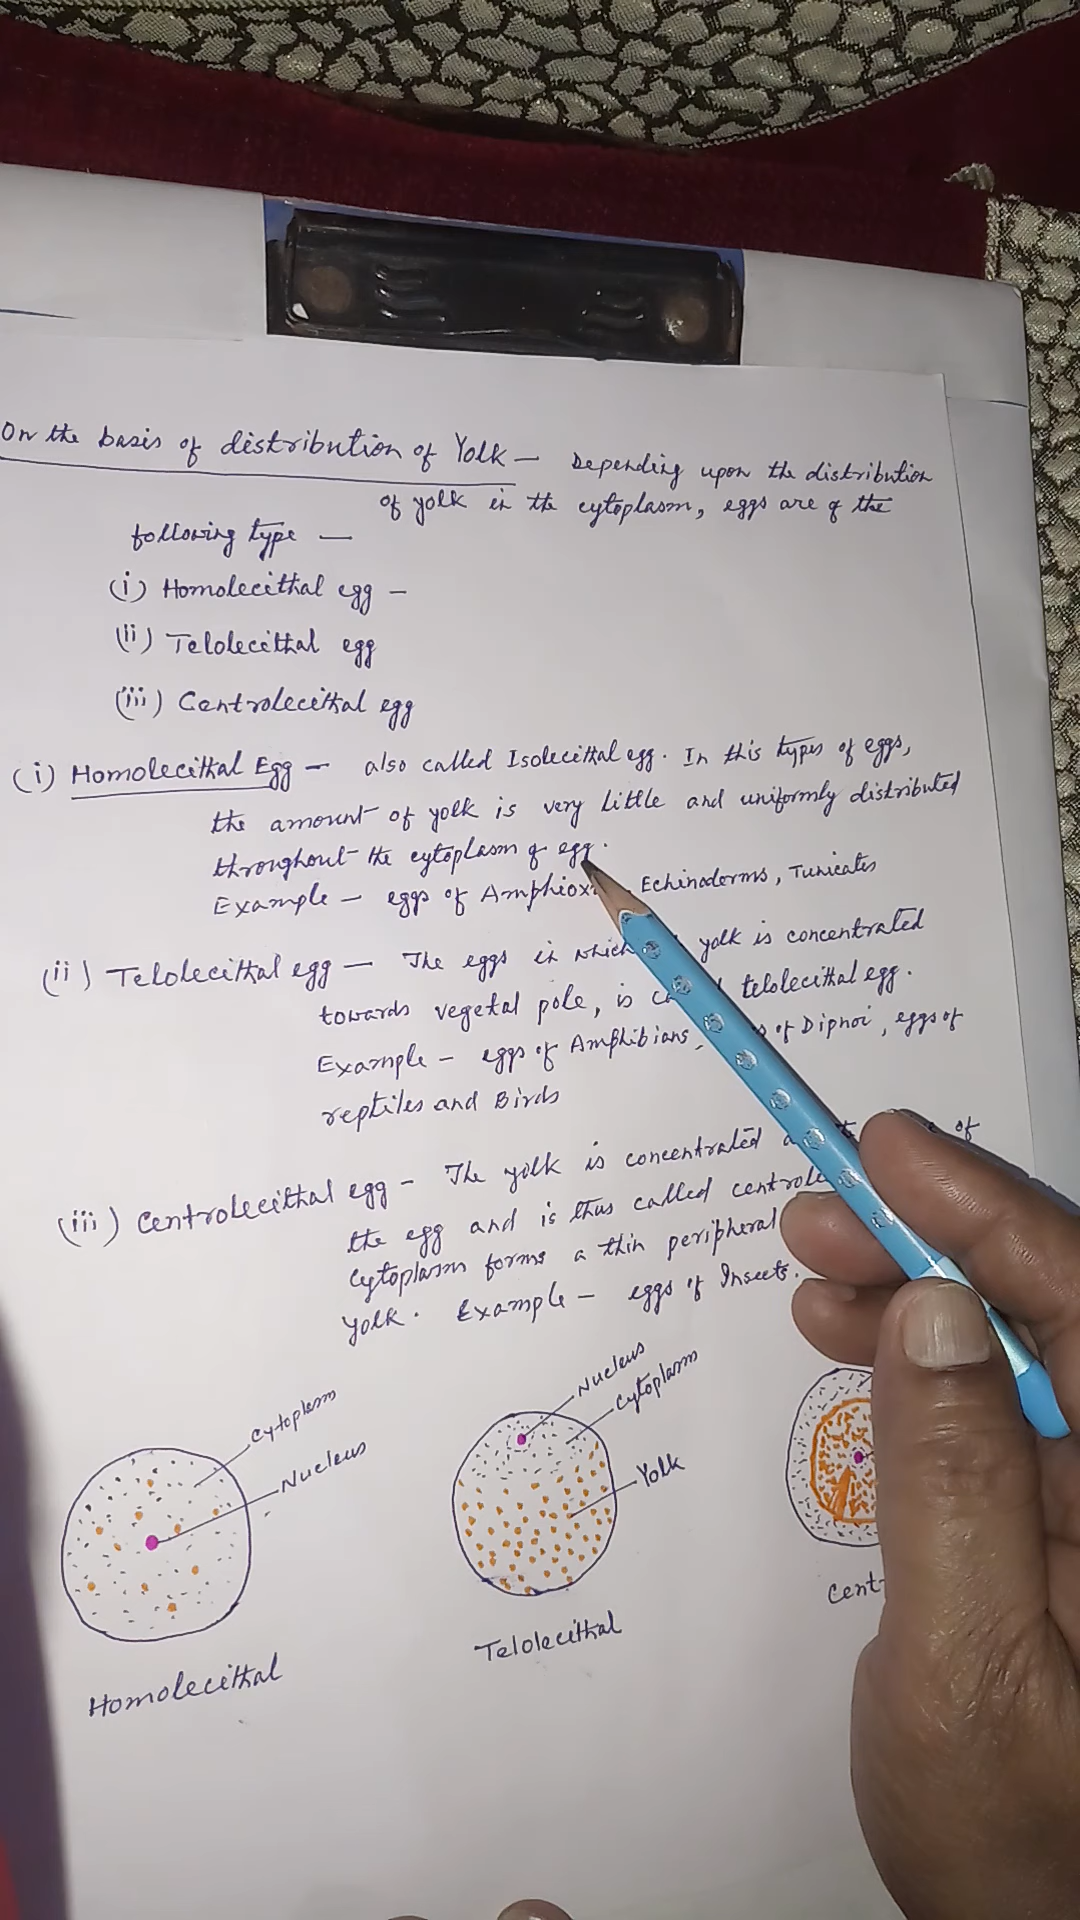 On the basis of distribution of Yolk — Depending upon the distribution
of yolk in the cytoplasm, eggs are of the
following type —
(i) Homolecithal egg –
(ii) Telolecithal egg
(iii) Centrolecithal egg
(i) Homolecithal Egg — also called Isolecithal egg. In this types of eggs,
the amount of yolk is very little and uniformly distributed
throughout the cytoplasm of egg.
Example — eggs of Echinoderms, Tunicates
(ii) Telolecithal egg — The eggs in which yolk is concentrated
towards vegetal pole, is telolecithal egg.
Example — eggs of Amphibians, of Dipnoi, eggs of
reptiles and Birds
(iii) Centrolecithal egg – The yolk is concentrated of
the egg and is thus called
Cytoplasm forms a thin peripheral
yolk. Example — eggs of Insects.
Cytoplasm
Nucleus
Homolecithal
Nucleus
Cytoplasm
Yolk
Telolecithal